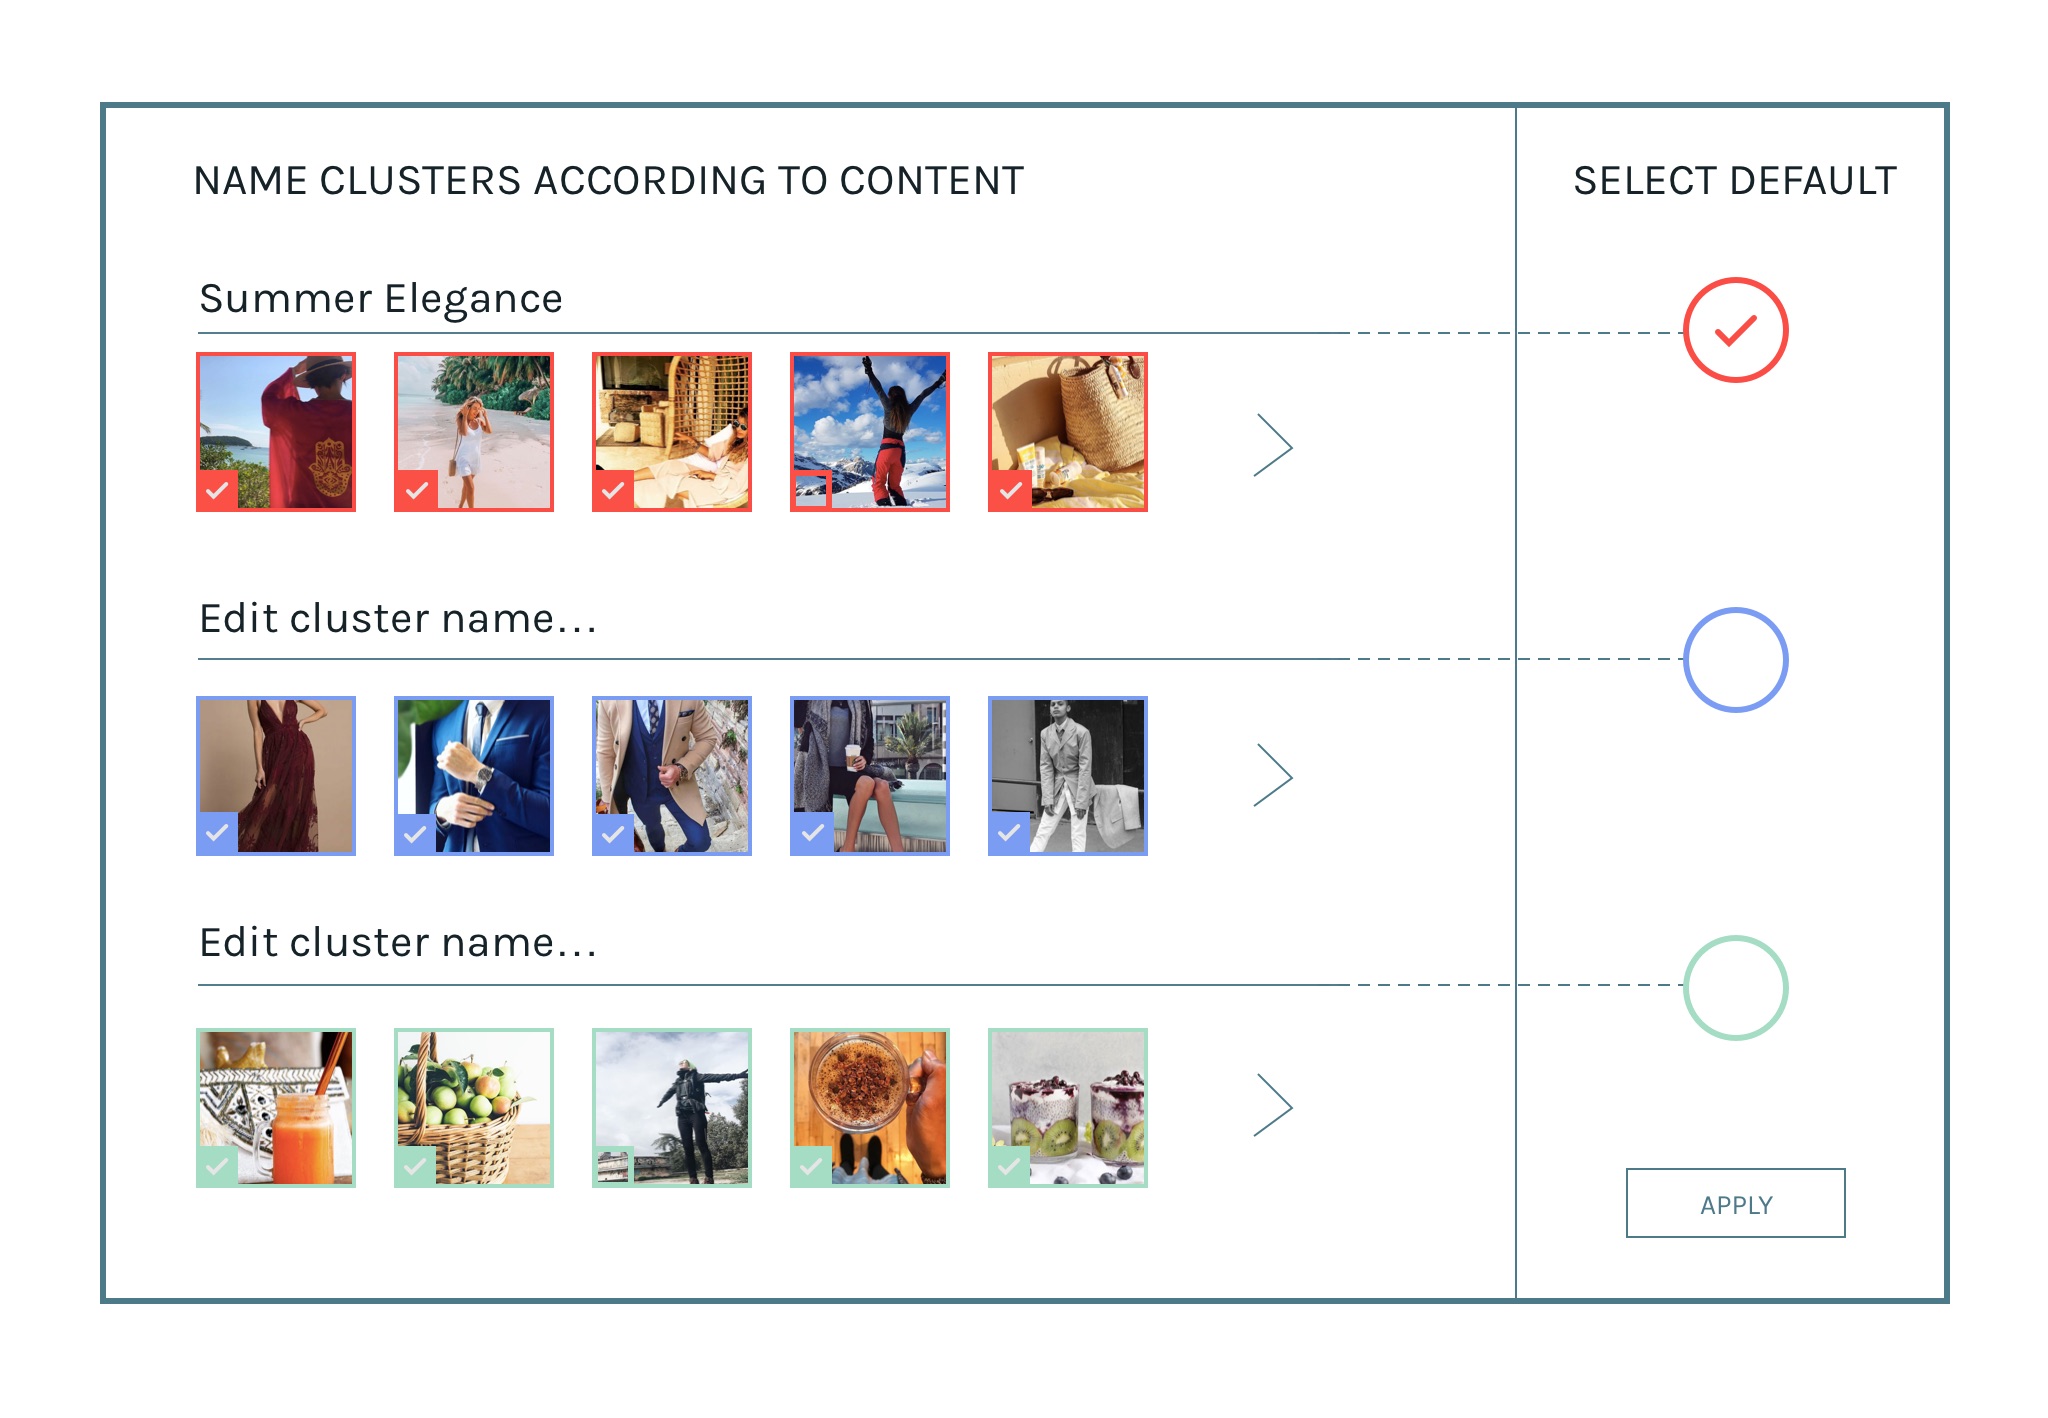 NAME CLUSTERS ACCORDING TO CONTENT
SELECT DEFAULT
Summer Elegance
Edit cluster name...
Edit cluster name...
APPLY